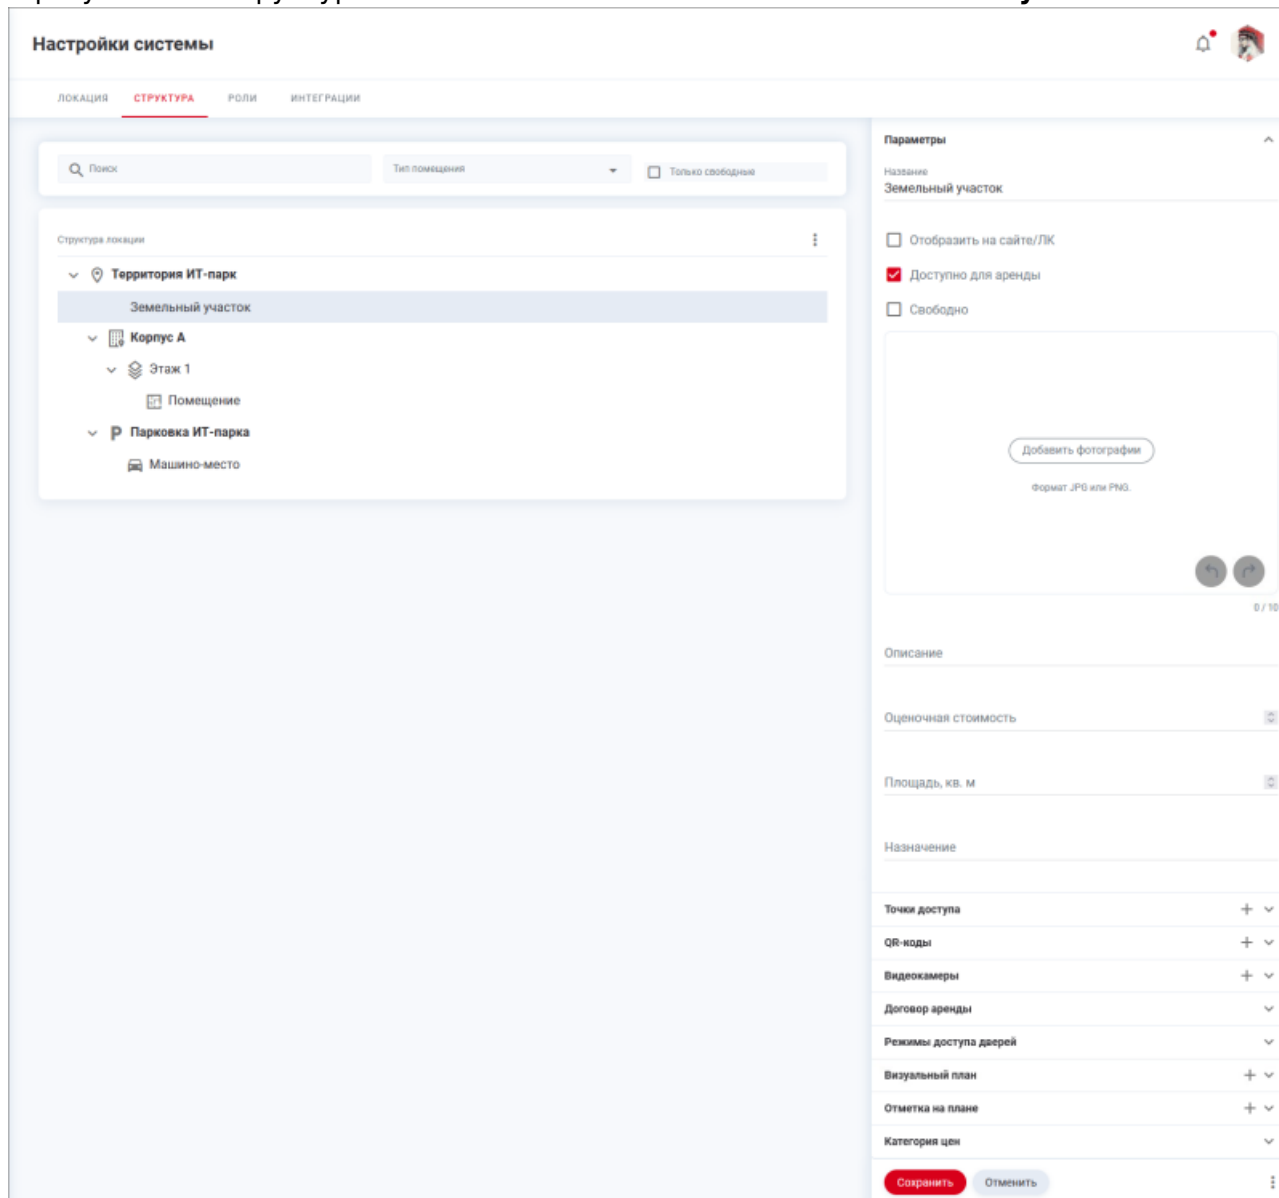 Настройки системы
ЛОКАЦИЯ СТРУКТУРА РОЛИ ИНТЕГРАЦИИ
Поиск
Тип помещения
Только свободные
Структура локации
Территория ИТ-парк
Земельный участок
Корпус А
Этаж 1
Помещение
P Парковка ИТ-парка
Машино-место
Параметры
Название
Земельный участок
Отобразить на сайте/ЛК
Доступно для аренды
Свободно
Добавить фотографии
Формат JPG или PNG.
0 / 10
Описание
Оценочная стоимость
Площадь, кв. м
Назначение
Точки доступа
QR-коды
Видеокамеры
Договор аренды
Режимы доступа дверей
Визуальный план
Отметка на плане
Категория цен
Сохранить Отменить